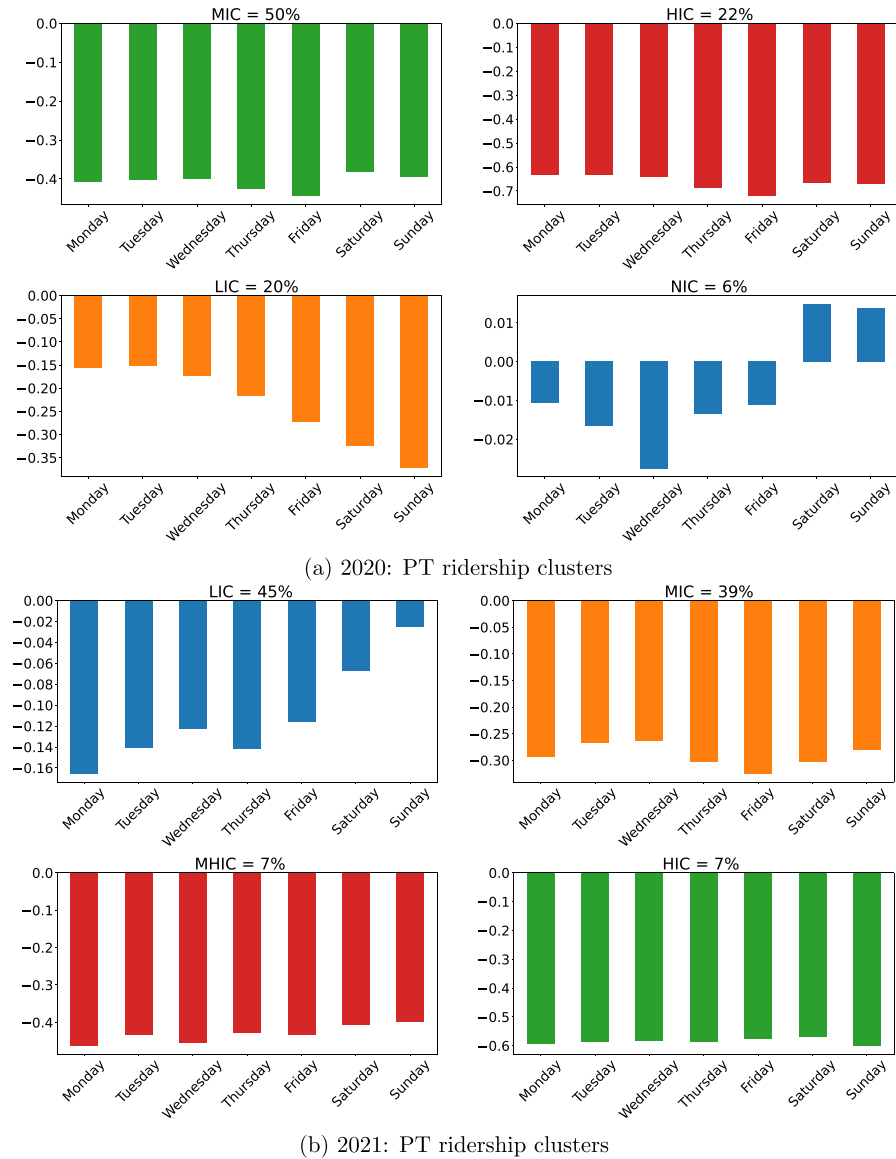 MIC = 50%
0.0
−0.1
−0.2
−0.3
−0.4
Monday
Tuesday
Wednesday
Thursday
Friday
Saturday
Sunday
HIC = 22%
0.0
−0.1
−0.2
−0.3
−0.4
−0.5
−0.6
−0.7
Monday
Tuesday
Wednesday
Thursday
Friday
Saturday
Sunday
LIC = 20%
0.00
−0.05
−0.10
−0.15
−0.20
−0.25
−0.30
−0.35
Monday
Tuesday
Wednesday
Thursday
Friday
Saturday
Sunday
NIC = 6%
0.01
0.00
−0.01
−0.02
Monday
Tuesday
Wednesday
Thursday
Friday
Saturday
Sunday
(a) 2020: PT ridership clusters
LIC = 45%
0.00
−0.02
−0.04
−0.06
−0.08
−0.10
−0.12
−0.14
−0.16
Monday
Tuesday
Wednesday
Thursday
Friday
Saturday
Sunday
MIC = 39%
0.00
−0.05
−0.10
−0.15
−0.20
−0.25
−0.30
Monday
Tuesday
Wednesday
Thursday
Friday
Saturday
Sunday
MHIC = 7%
0.0
−0.1
−0.2
−0.3
−0.4
Monday
Tuesday
Wednesday
Thursday
Friday
Saturday
Sunday
HIC = 7%
0.0
−0.1
−0.2
−0.3
−0.4
−0.5
−0.6
Monday
Tuesday
Wednesday
Thursday
Friday
Saturday
Sunday
(b) 2021: PT ridership clusters